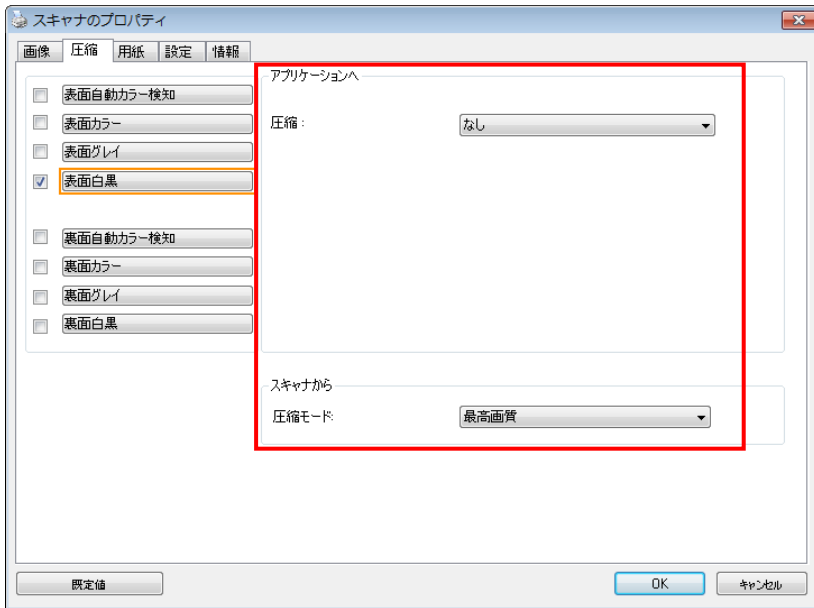 スキャナのプロパティ
画像 圧縮 用紙 設定 情報
アプリケーションへ
表面自動カラー検知
表面カラー
圧縮： なし
表面グレイ
表面白黒
裏面自動カラー検知
裏面カラー
裏面グレイ
裏面白黒
スキャナから
圧縮モード: 最高画質
既定値 OK キャンセル